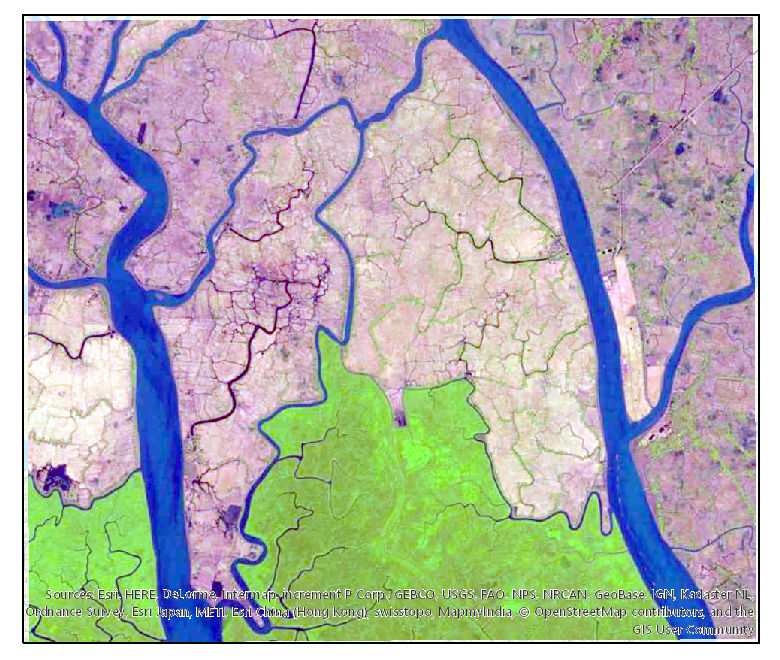 Sources: Esri, HERE, DeLorme, Intermap, increment P Corp., GEBCO, USGS, FAO, NPS, NRCAN, GeoBase, IGN, Kadaster NL,
Ordnance Survey, Esri Japan, METI, Esri China (Hong Kong), swisstopo, MapmyIndia, © OpenStreetMap contributors, and the
GIS User Community